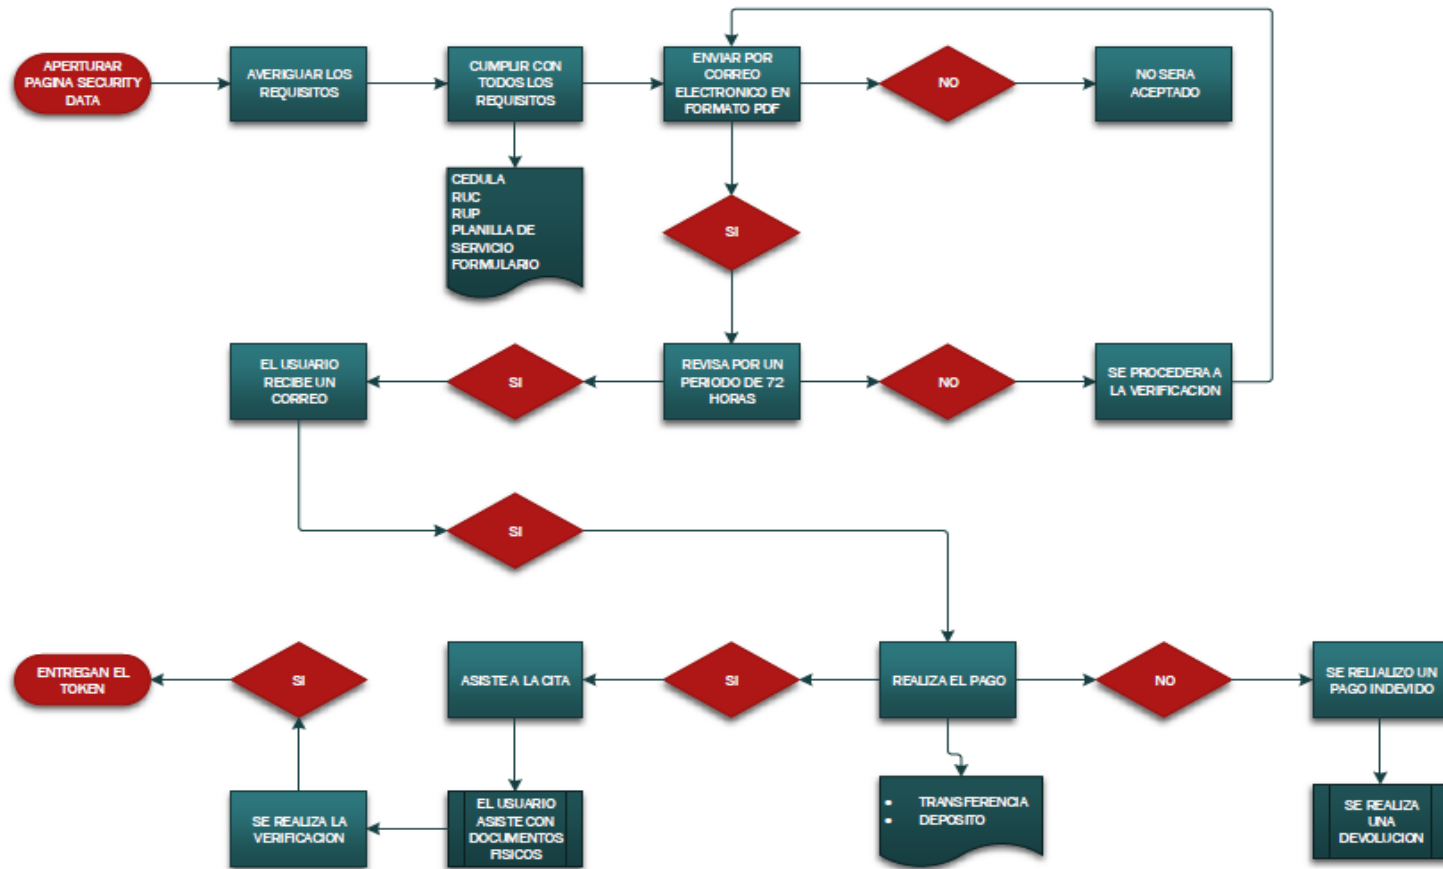 APERTURAR
PAGINA SECURITY
DATA
AVERIGUAR LOS
REQUISITOS
CUMPLIR CON
TODOS LOS
REQUISITOS
ENVIAR POR
CORREO
ELECTRONICO EN
FORMATO PDF
NO
NO SERA
ACEPTADO
CEDULA
RUC
RUP
PLANILLA DE
SERVICIO
FORMULARIO
SI
EL USUARIO
RECIBE UN
CORREO
SI
REVISA POR UN
PERIODO DE 72
HORAS
NO
SE PROCEDERA A
LA VERIFICACION
SI
ENTREGAN EL
TOKEN
SI
ASISTE A LA CITA
SI
REALIZA EL PAGO
NO
SE RELIALIZO UN
PAGO INDEVIDO
SE REALIZA LA
VERIFICACION
EL USUARIO
ASISTE CON
DOCUMENTOS
FISICOS
• TRANSFERENCIA
• DEPOSITO
SE REALIZA
UNA
DEVOLUCION